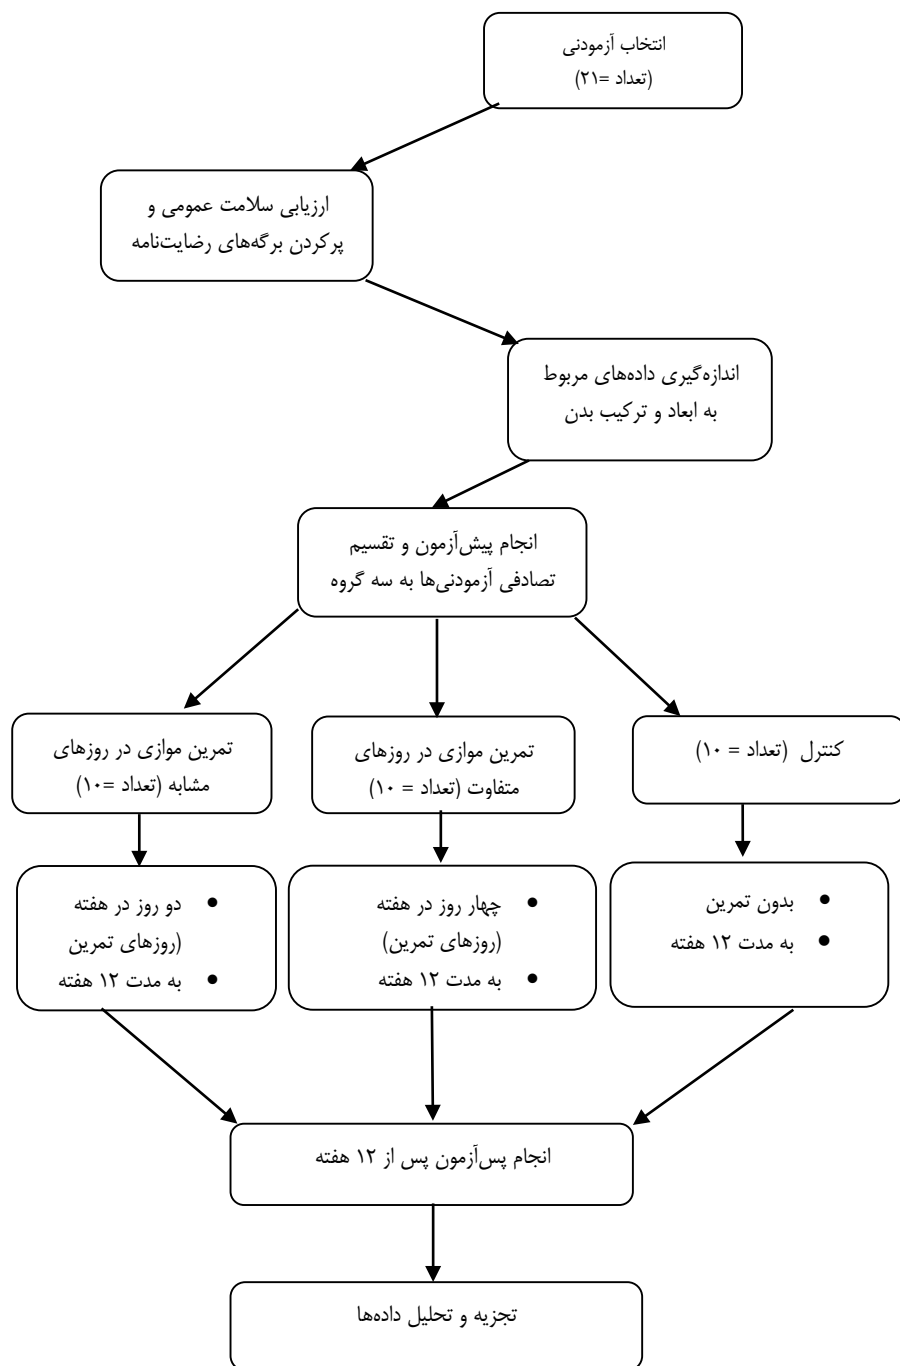 انتخاب آزمودنی
(تعداد =۲۱)
ارزیابی سلامت عمومی و
پرکردن برگه‌های رضایت‌نامه
اندازه‌گیری داده‌های مربوط
به ابعاد و ترکیب بدن
انجام پیش‌آزمون و تقسیم
تصادفی آزمودنی‌ها به سه گروه
کنترل (تعداد = ۱۰)
تمرین موازی در روزهای
متفاوت (تعداد = ۱۰)
تمرین موازی در روزهای
مشابه (تعداد =۱۰)
• بدون تمرین
• به مدت ۱۲ هفته
• چهار روز در هفته
(روزهای تمرین)
• به مدت ۱۲ هفته
• دو روز در هفته
(روزهای تمرین
• به مدت ۱۲ هفته
انجام پس‌آزمون پس از ۱۲ هفته
تجزیه و تحلیل داده‌ها